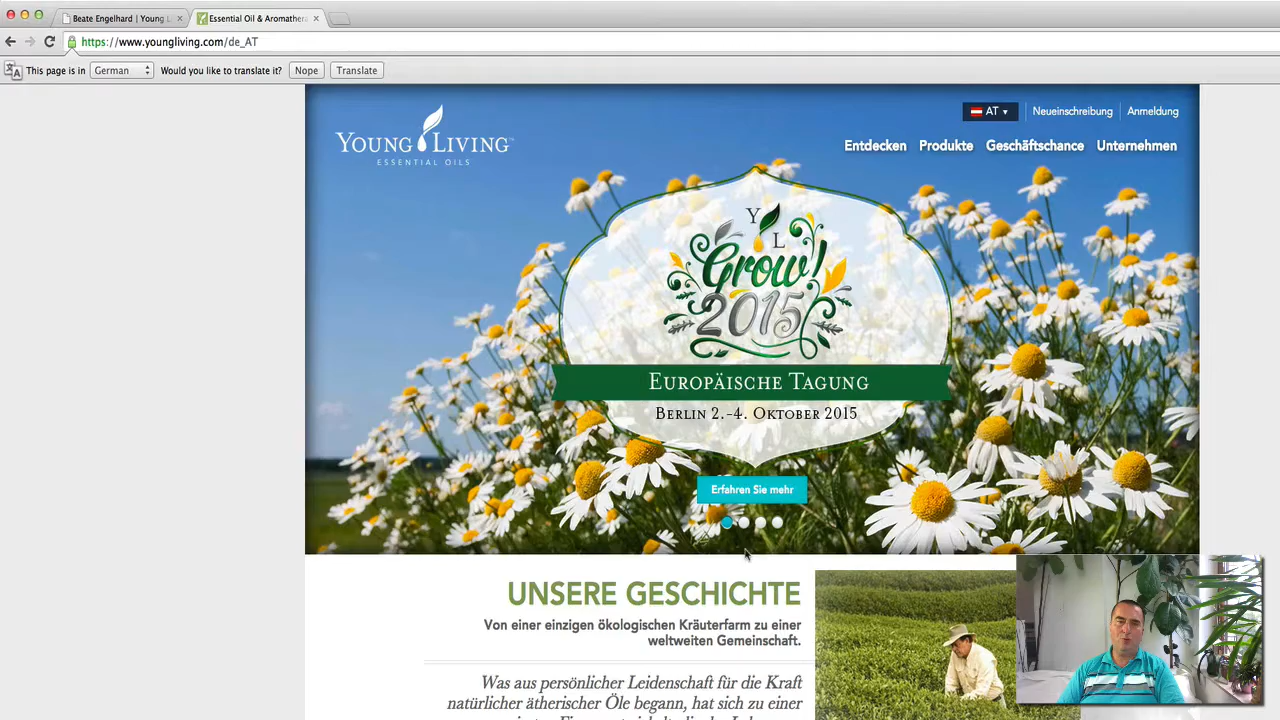 Beate Engelhard | Young L
Essential Oil & Aromathera
https://www.youngliving.com/de_AT
This page is in German Would you like to translate it? Nope Translate
AT Neueinschreibung Anmeldung
YOUNG LIVING™
ESSENTIAL OILS
Entdecken Produkte Geschäftschance Unternehmen
Y L
Grow!
2015
EUROPÄISCHE TAGUNG
BERLIN 2.-4. OKTOBER 2015
Erfahren Sie mehr
UNSERE GESCHICHTE
Von einer einzigen ökologischen Kräuterfarm zu einer
weltweiten Gemeinschaft.
Was aus persönlicher Leidenschaft für die Kraft
natürlicher ätherischer Öle begann, hat sich zu einer